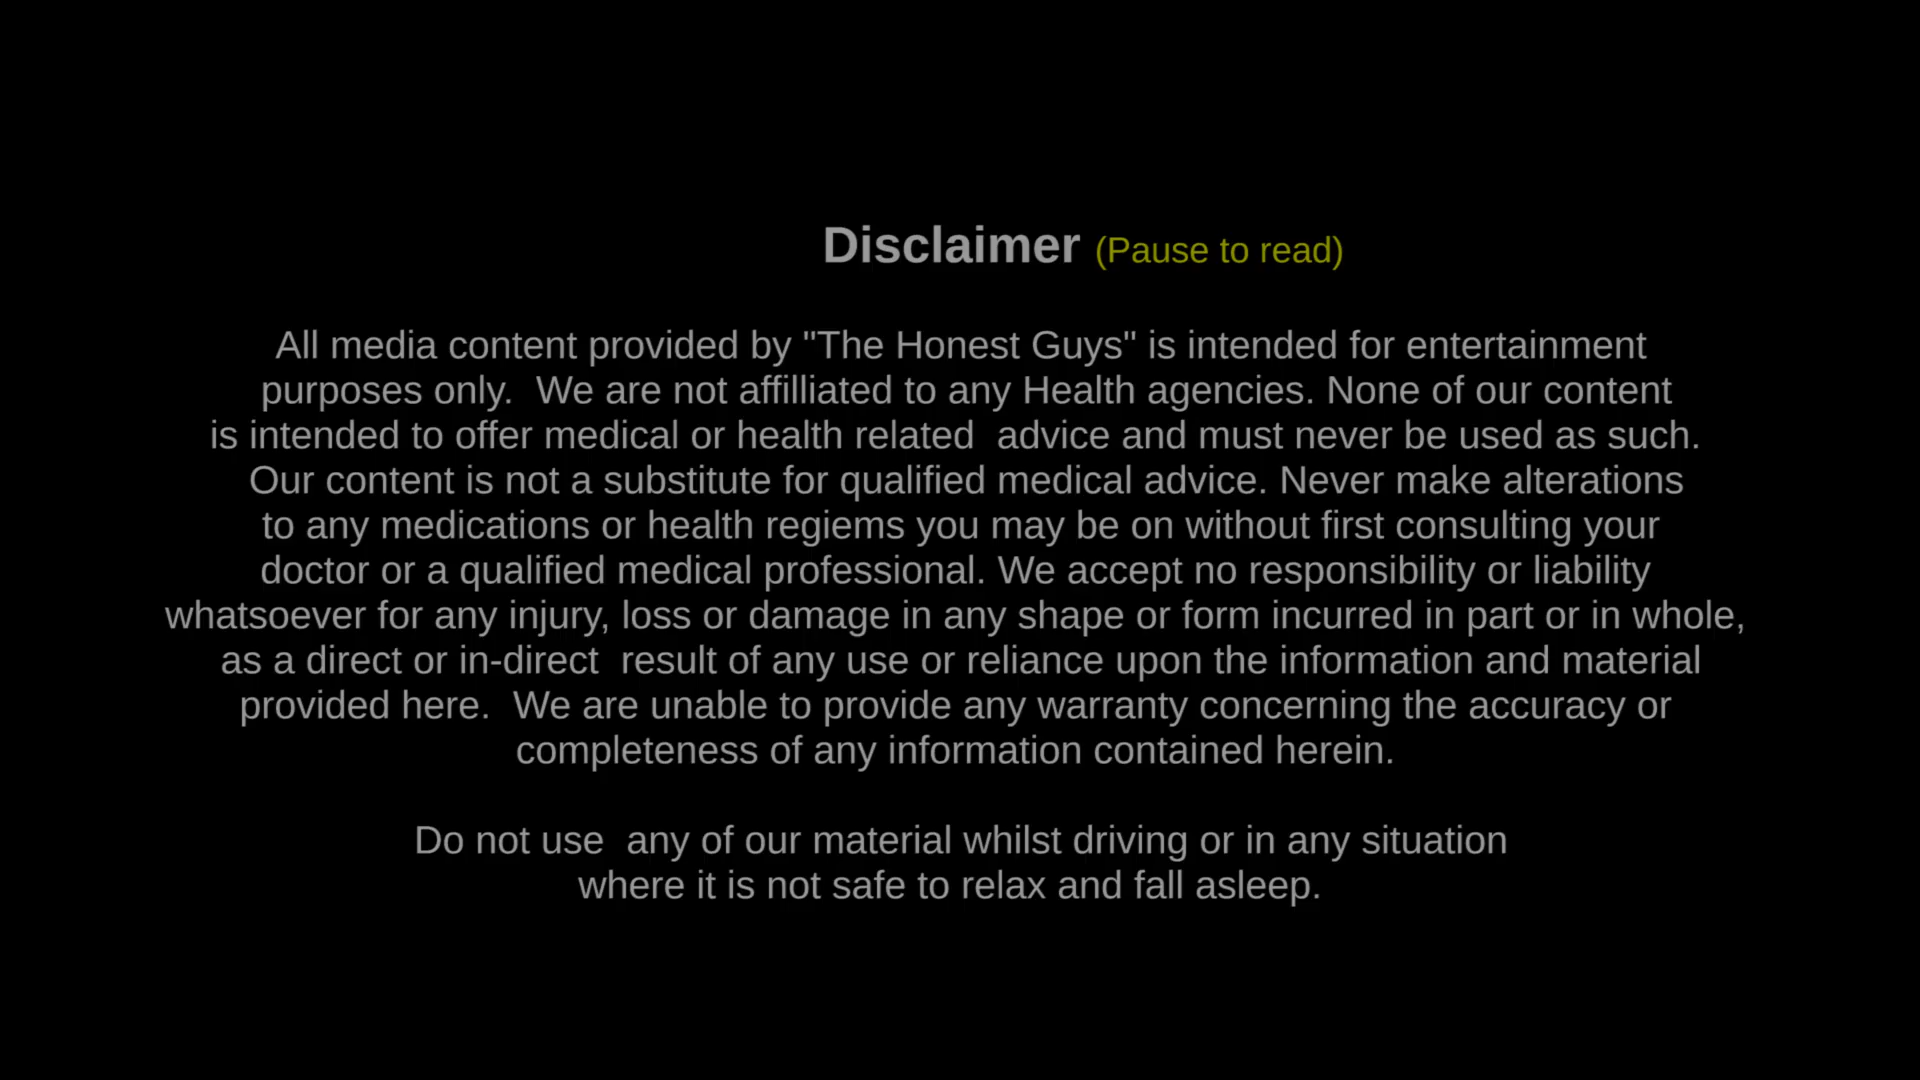 Disclaimer (Pause to read)
All media content provided by "The Honest Guys" is intended for entertainment
purposes only.  We are not affilliated to any Health agencies. None of our content
is intended to offer medical or health related  advice and must never be used as such.
Our content is not a substitute for qualified medical advice. Never make alterations
to any medications or health regiems you may be on without first consulting your
doctor or a qualified medical professional. We accept no responsibility or liability
whatsoever for any injury, loss or damage in any shape or form incurred in part or in whole,
as a direct or in-direct  result of any use or reliance upon the information and material
provided here.  We are unable to provide any warranty concerning the accuracy or
completeness of any information contained herein.
Do not use  any of our material whilst driving or in any situation
where it is not safe to relax and fall asleep.